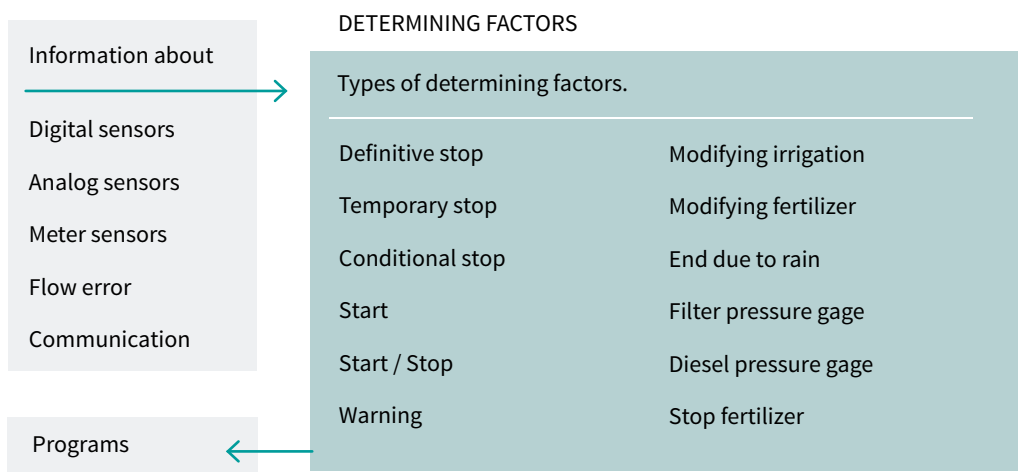 DETERMINING FACTORS
Information about
Digital sensors
Analog sensors
Meter sensors
Flow error
Communication
Types of determining factors.
Definitive stop
Temporary stop
Conditional stop
Start
Start / Stop
Warning
Modifying irrigation
Modifying fertilizer
End due to rain
Filter pressure gage
Diesel pressure gage
Stop fertilizer
Programs